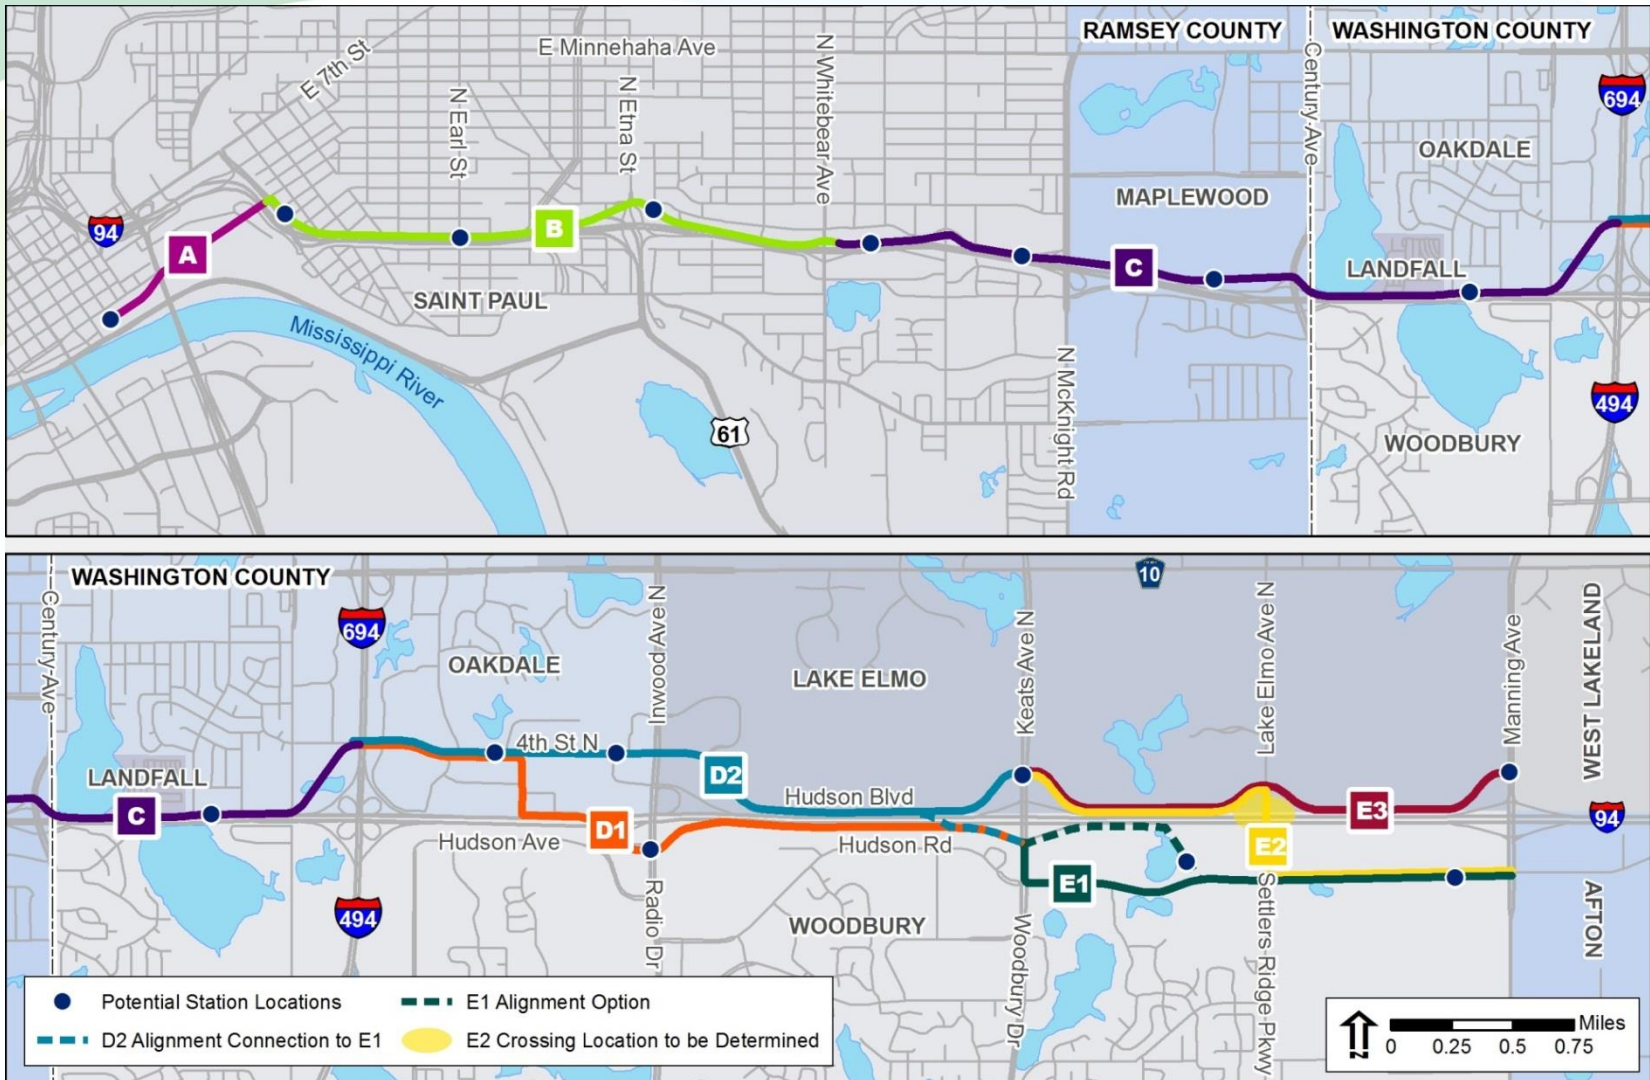 RAMSEY COUNTY
WASHINGTON COUNTY
E Minnehaha Ave
E 7th St
N Earl St
N Etna St
N Whitebear Ave
Century Ave
694
OAKDALE
MAPLEWOOD
94
A
B
C
LANDFALL
SAINT PAUL
Mississippi River
N McKnight Rd
61
494
WOODBURY
WASHINGTON COUNTY
Century Ave
694
OAKDALE
Inwood Ave N
LAKE ELMO
Keats Ave N
10
Lake Elmo Ave N
Manning Ave
WEST LAKELAND
4th St N
LANDFALL
D2
Hudson Blvd
C
D1
E3
94
Hudson Ave
Hudson Rd
E2
E1
494
Radio Dr
WOODBURY
Woodbury Dr
Settlers Ridge Pkwy
AFTON
Potential Station Locations
E1 Alignment Option
D2 Alignment Connection to E1
E2 Crossing Location to be Determined
N
Miles
0 0.25 0.5 0.75